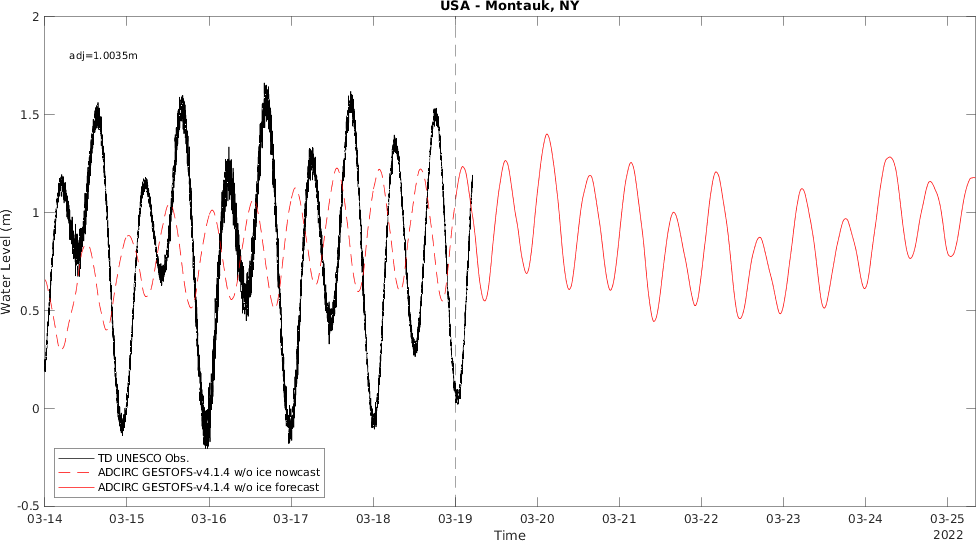 USA - Montauk, NY
adj=1.0035m
2
1.5
1
0.5
0
-0.5
Water Level (m)
TD UNESCO Obs.
ADCIRC GESTOFS-v4.1.4 w/o ice nowcast
ADCIRC GESTOFS-v4.1.4 w/o ice forecast
03-14 03-15 03-16 03-17 03-18 03-19 03-20 03-21 03-22 03-23 03-24 03-25
Time
2022